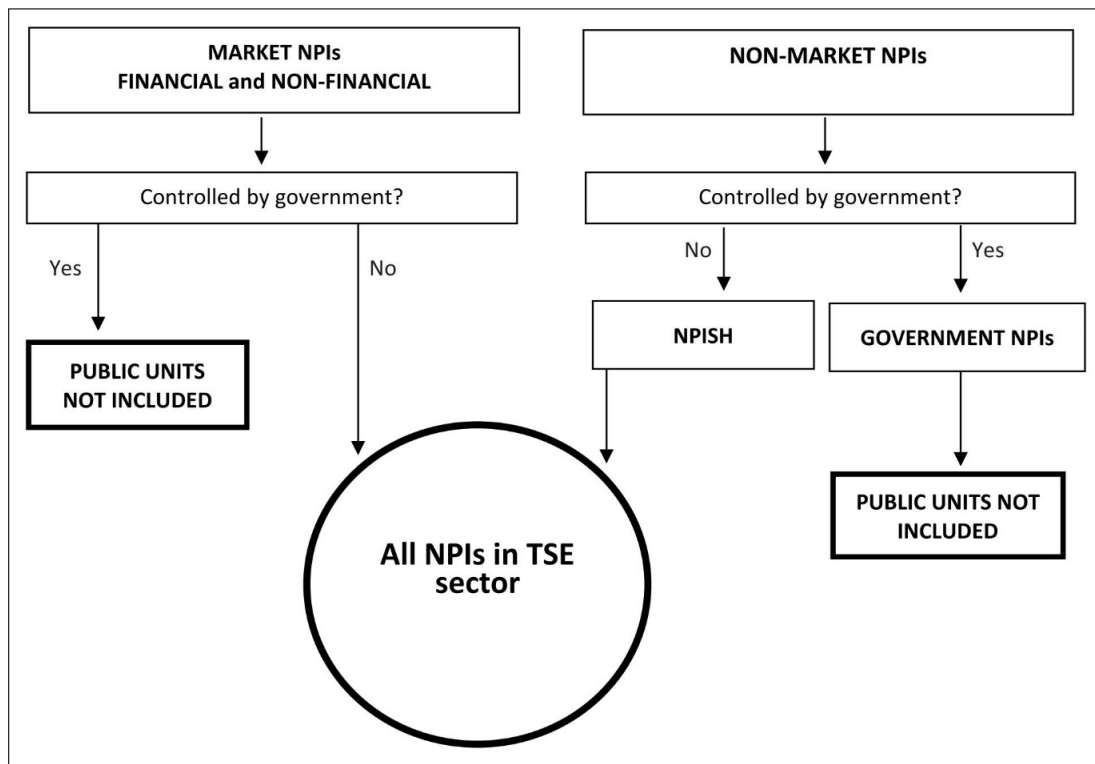 MARKET NPIs
FINANCIAL and NON-FINANCIAL
NON-MARKET NPIs
Controlled by government?
Controlled by government?
Yes
No
No
Yes
NPISH
GOVERNMENT NPIs
PUBLIC UNITS
NOT INCLUDED
PUBLIC UNITS NOT
INCLUDED
All NPIs in TSE
sector